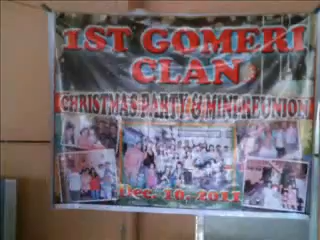 1ST GOMERI
CLAN
CHRISTMAS PARTY & MINI-REUNION
Dec. 10, 2011